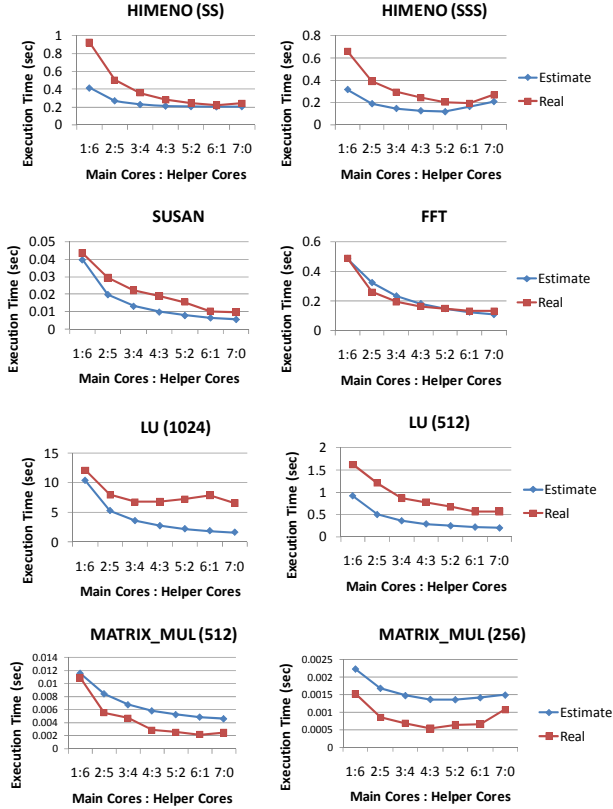 HIMENO (SS)
Execution Time (sec)
1
0.8
0.6
0.4
0.2
0
1:6 2:5 3:4 4:3 5:2 6:1 7:0
Main Cores : Helper Cores
HIMENO (SSS)
Execution Time (sec)
0.8
0.6
0.4
0.2
0
1:6 2:5 3:4 4:3 5:2 6:1 7:0
Main Cores : Helper Cores
Estimate
Real
SUSAN
Execution Time (sec)
0.05
0.04
0.03
0.02
0.01
0
1:6 2:5 3:4 4:3 5:2 6:1 7:0
Main Cores : Helper Cores
FFT
Execution Time (sec)
0.6
0.4
0.2
0
1:6 2:5 3:4 4:3 5:2 6:1 7:0
Main Cores : Helper Cores
Estimate
Real
LU (1024)
Execution Time (sec)
15
10
5
0
1:6 2:5 3:4 4:3 5:2 6:1 7:0
Main Cores : Helper Cores
LU (512)
Execution Time (sec)
2
1.5
1
0.5
0
1:6 2:5 3:4 4:3 5:2 6:1 7:0
Main Cores : Helper Cores
Estimate
Real
MATRIX_MUL (512)
Execution Time (sec)
0.014
0.012
0.01
0.008
0.006
0.004
0.002
0
1:6 2:5 3:4 4:3 5:2 6:1 7:0
Main Cores : Helper Cores
MATRIX_MUL (256)
Execution Time (sec)
0.0025
0.002
0.0015
0.001
0.0005
0
1:6 2:5 3:4 4:3 5:2 6:1 7:0
Main Cores : Helper Cores
Estimate
Real